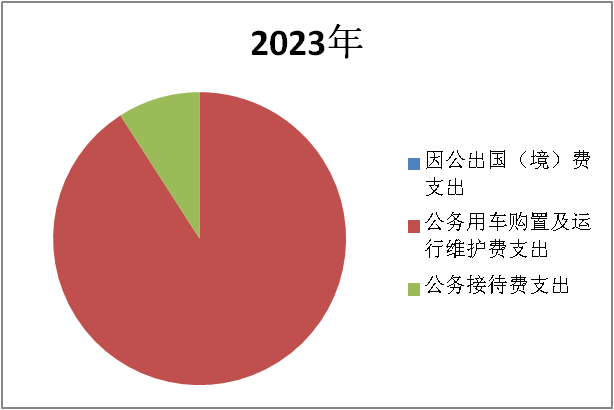 2023年
因公出国（境）费
支出
公务用车购置及运
行维护费支出
公务接待费支出